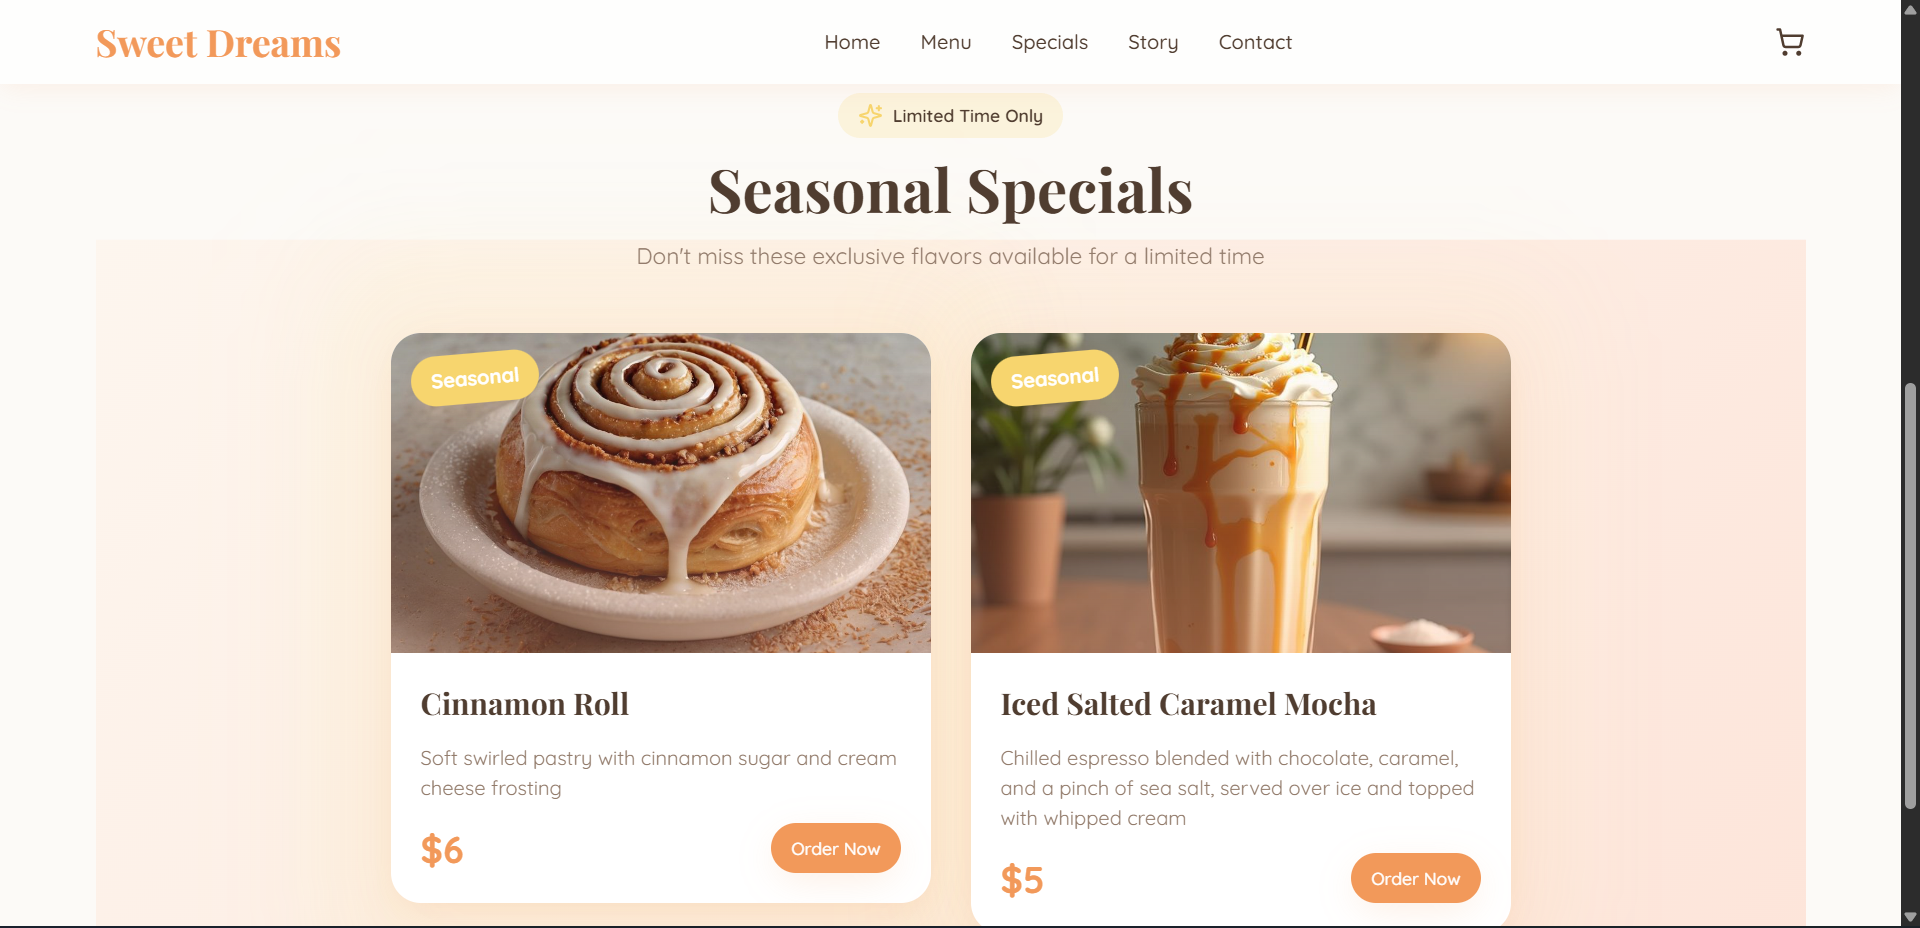 Sweet Dreams
Home Menu Specials Story Contact
Limited Time Only
Seasonal Specials
Don't miss these exclusive flavors available for a limited time
Seasonal
Cinnamon Roll
Soft swirled pastry with cinnamon sugar and cream
cheese frosting
$6
Order Now
Seasonal
Iced Salted Caramel Mocha
Chilled espresso blended with chocolate, caramel,
and a pinch of sea salt, served over ice and topped
with whipped cream
$5
Order Now